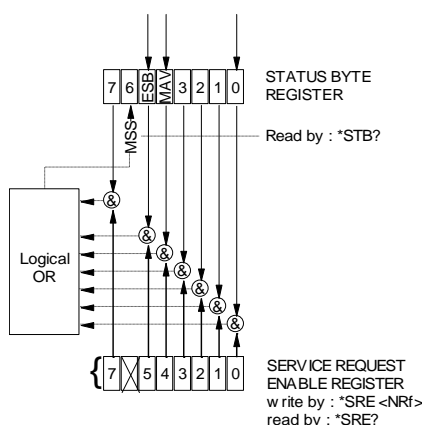 7 6 ESB MAV 3 2 1 0
STATUS BYTE
REGISTER
MSS
Read by : *STB?
&
&
&
&
&
&
&
Logical
OR
{ 7 5 4 3 2 1 0
SERVICE REQUEST
ENABLE REGISTER
write by : *SRE <NRf>
read by : *SRE?